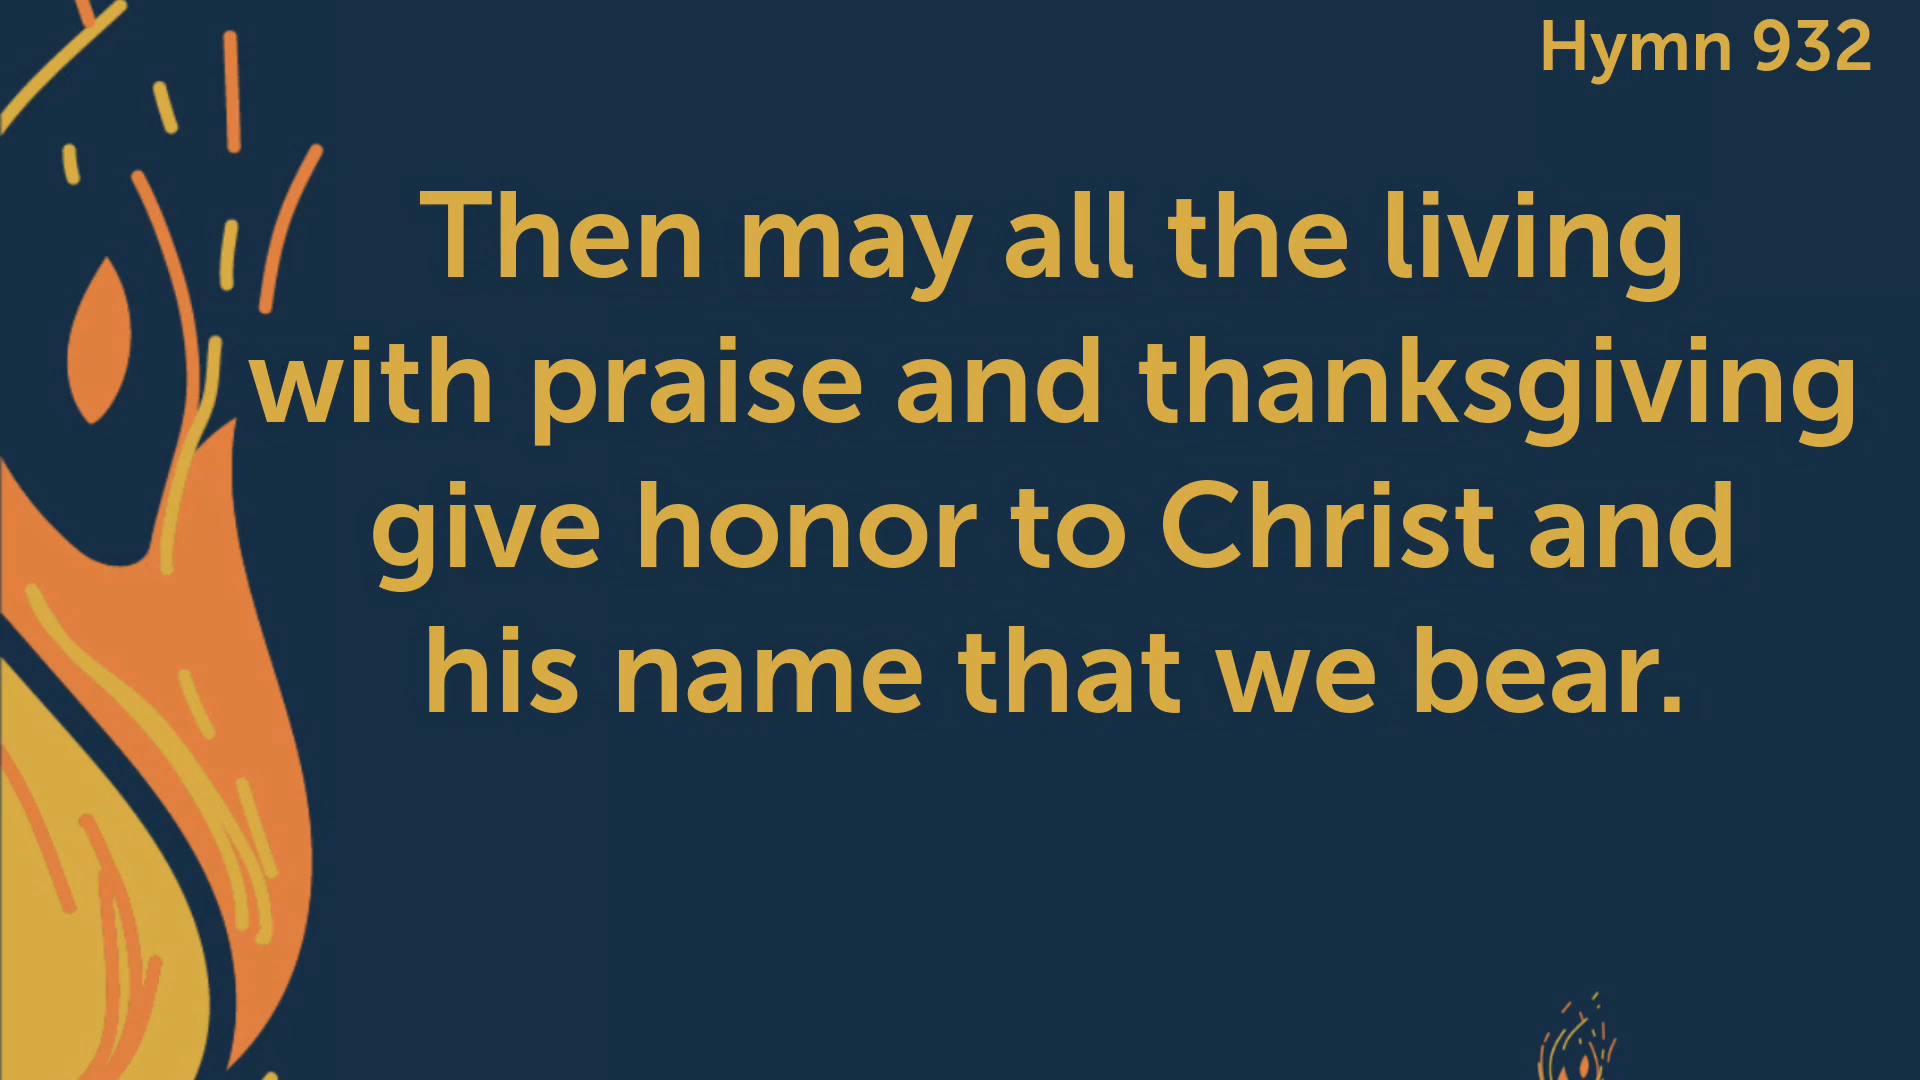 Hymn 932
Then may all the living
with praise and thanksgiving
give honor to Christ and
his name that we bear.